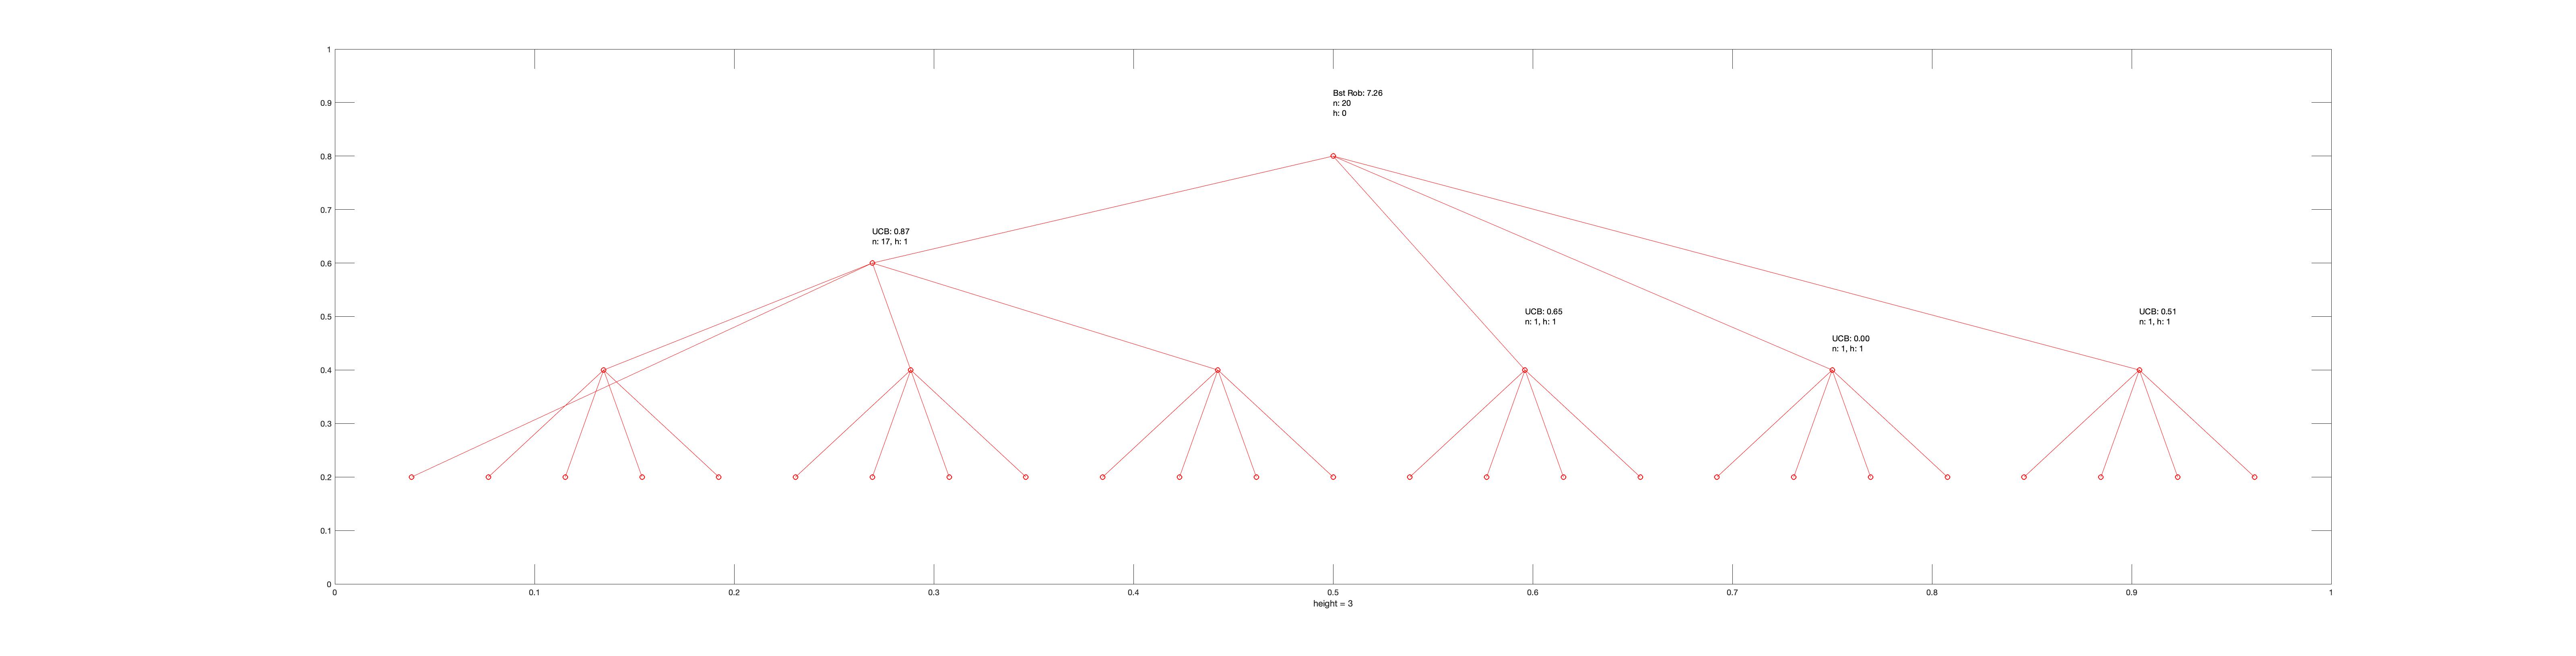 1
0.9
0.8
0.7
0.6
0.5
0.4
0.3
0.2
0.1
0
Bst Rob: 7.26
n: 20
h: 0
UCB: 0.87
n: 17, h: 1
UCB: 0.65
n: 1, h: 1
UCB: 0.00
n: 1, h: 1
UCB: 0.51
n: 1, h: 1
0 0.1 0.2 0.3 0.4 0.5 0.6 0.7 0.8 0.9 1
height = 3